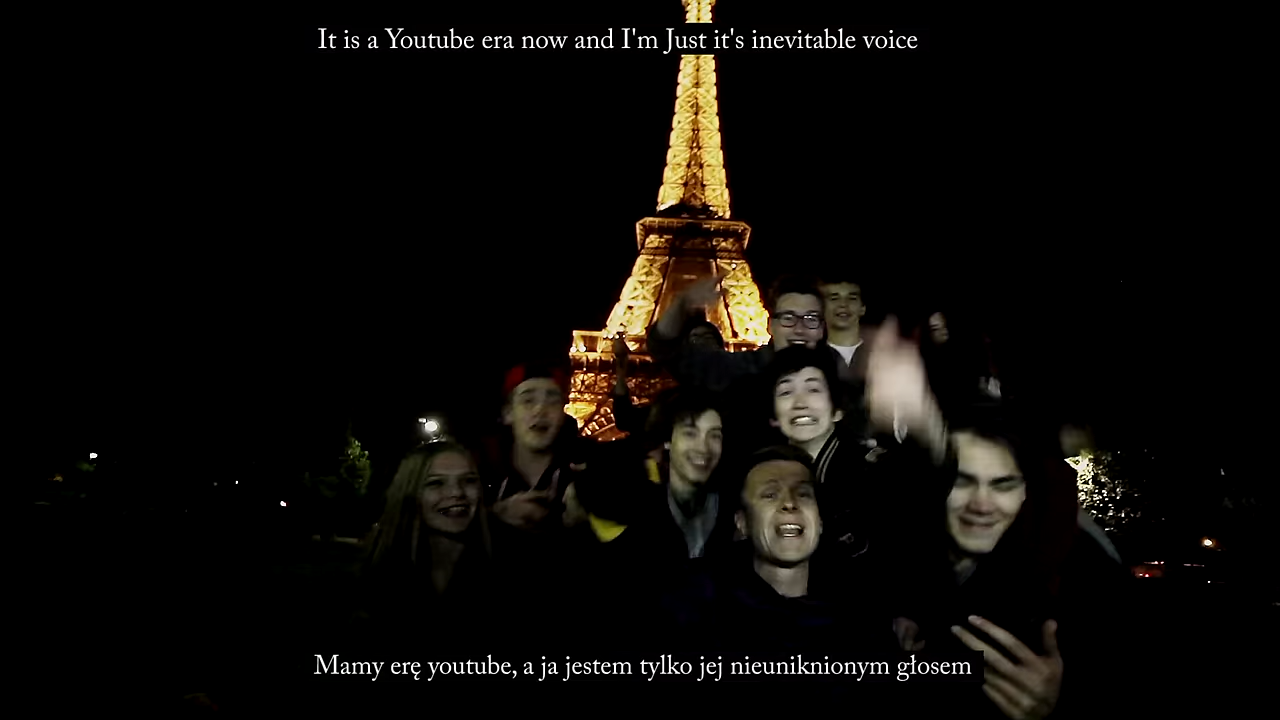 It is a Youtube era now and I'm Just it's inevitable voice
Mamy erę youtube, a ja jestem tylko jej nieuniknionym głosem